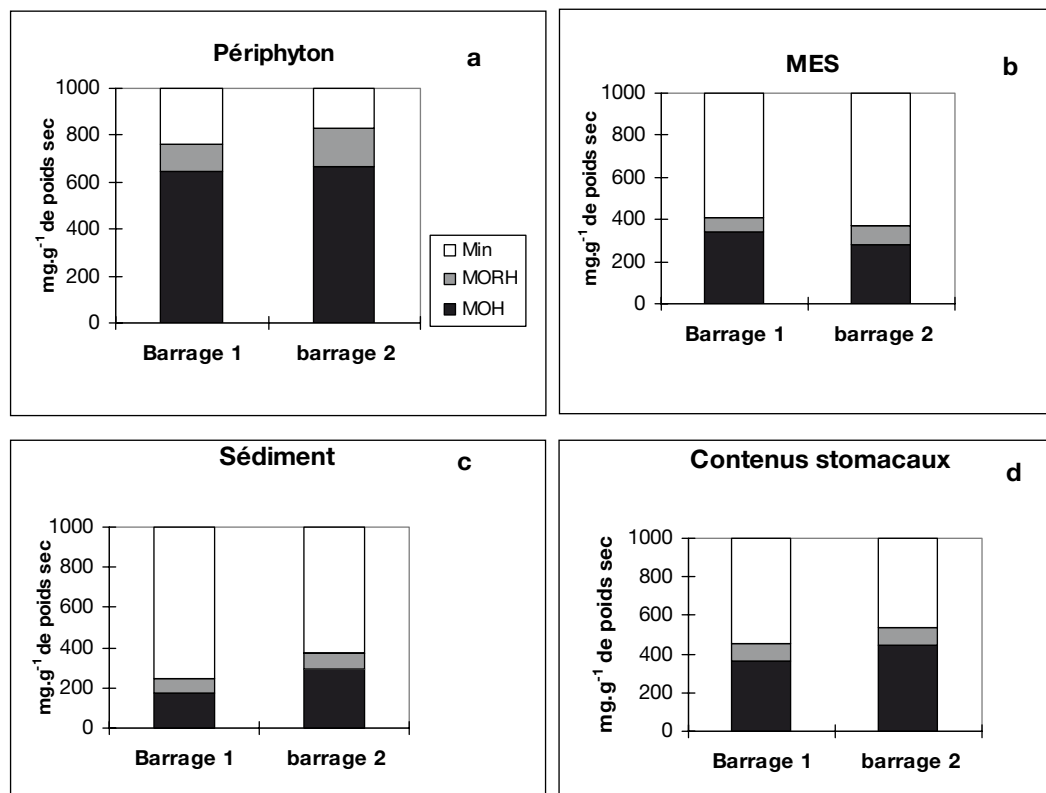 Périphyton
a
mg.g⁻¹ de poids sec
1000
800
600
400
200
0
Barrage 1
barrage 2
Min
MORH
MOH
MES
b
mg.g⁻¹ de poids sec
1000
800
600
400
200
0
Barrage 1
barrage 2
Sédiment
c
mg.g⁻¹ de poids sec
1000
800
600
400
200
0
Barrage 1
barrage 2
Contenus stomacaux
d
mg.g⁻¹ de poids sec
1000
800
600
400
200
0
Barrage 1
barrage 2